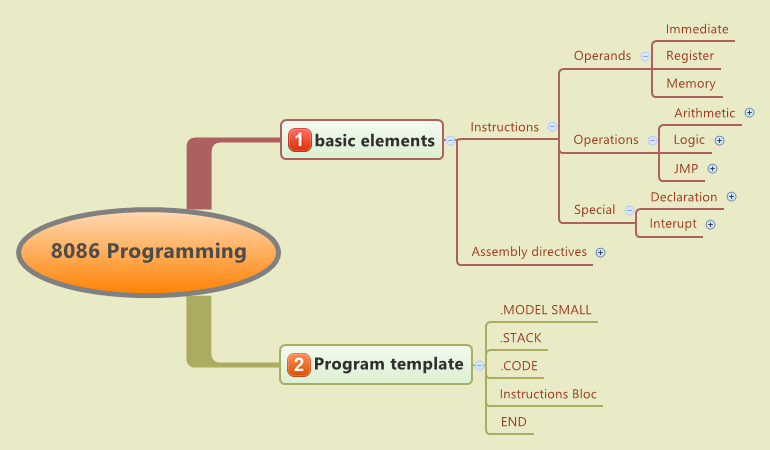 8086 Programming
1 basic elements
Instructions
Operands
Immediate
Register
Memory
Operations
Arithmetic
Logic
JMP
Special
Declaration
Interupt
Assembly directives
2 Program template
.MODEL SMALL
.STACK
.CODE
Instructions Bloc
END